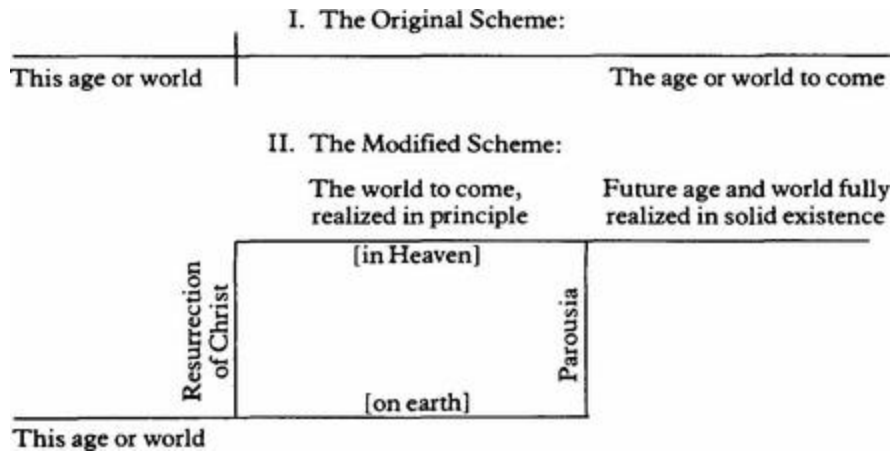 I. The Original Scheme:
This age or world
The age or world to come
II. The Modified Scheme:
The world to come,
realized in principle
Future age and world fully
realized in solid existence
[in Heaven]
Resurrection
of Christ
Parousia
[on earth]
This age or world